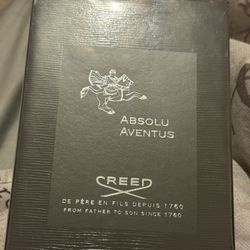 ABSOLU
AVENTUS
CREED
DE PÈRE EN FILS DEPUIS 1760
FROM FATHER TO SON SINCE 1760